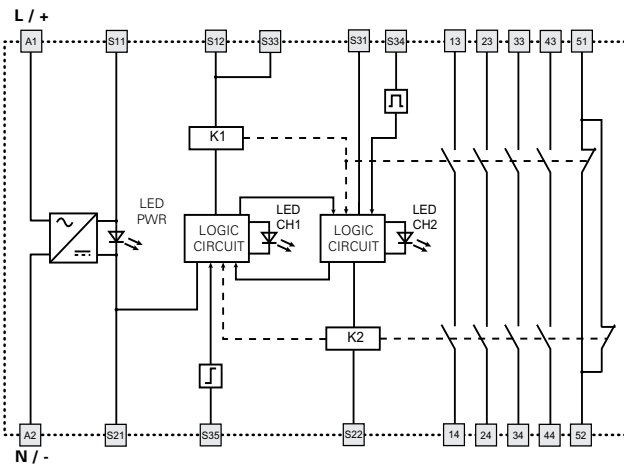 L / +
A1 S11 S12 S33 S31 S34 13 23 33 43 51
K1
LED
PWR
LOGIC
CIRCUIT
LED
CH1
LOGIC
CIRCUIT
LED
CH2
K2
A2 S21 S35 S22 14 24 34 44 52
N / -